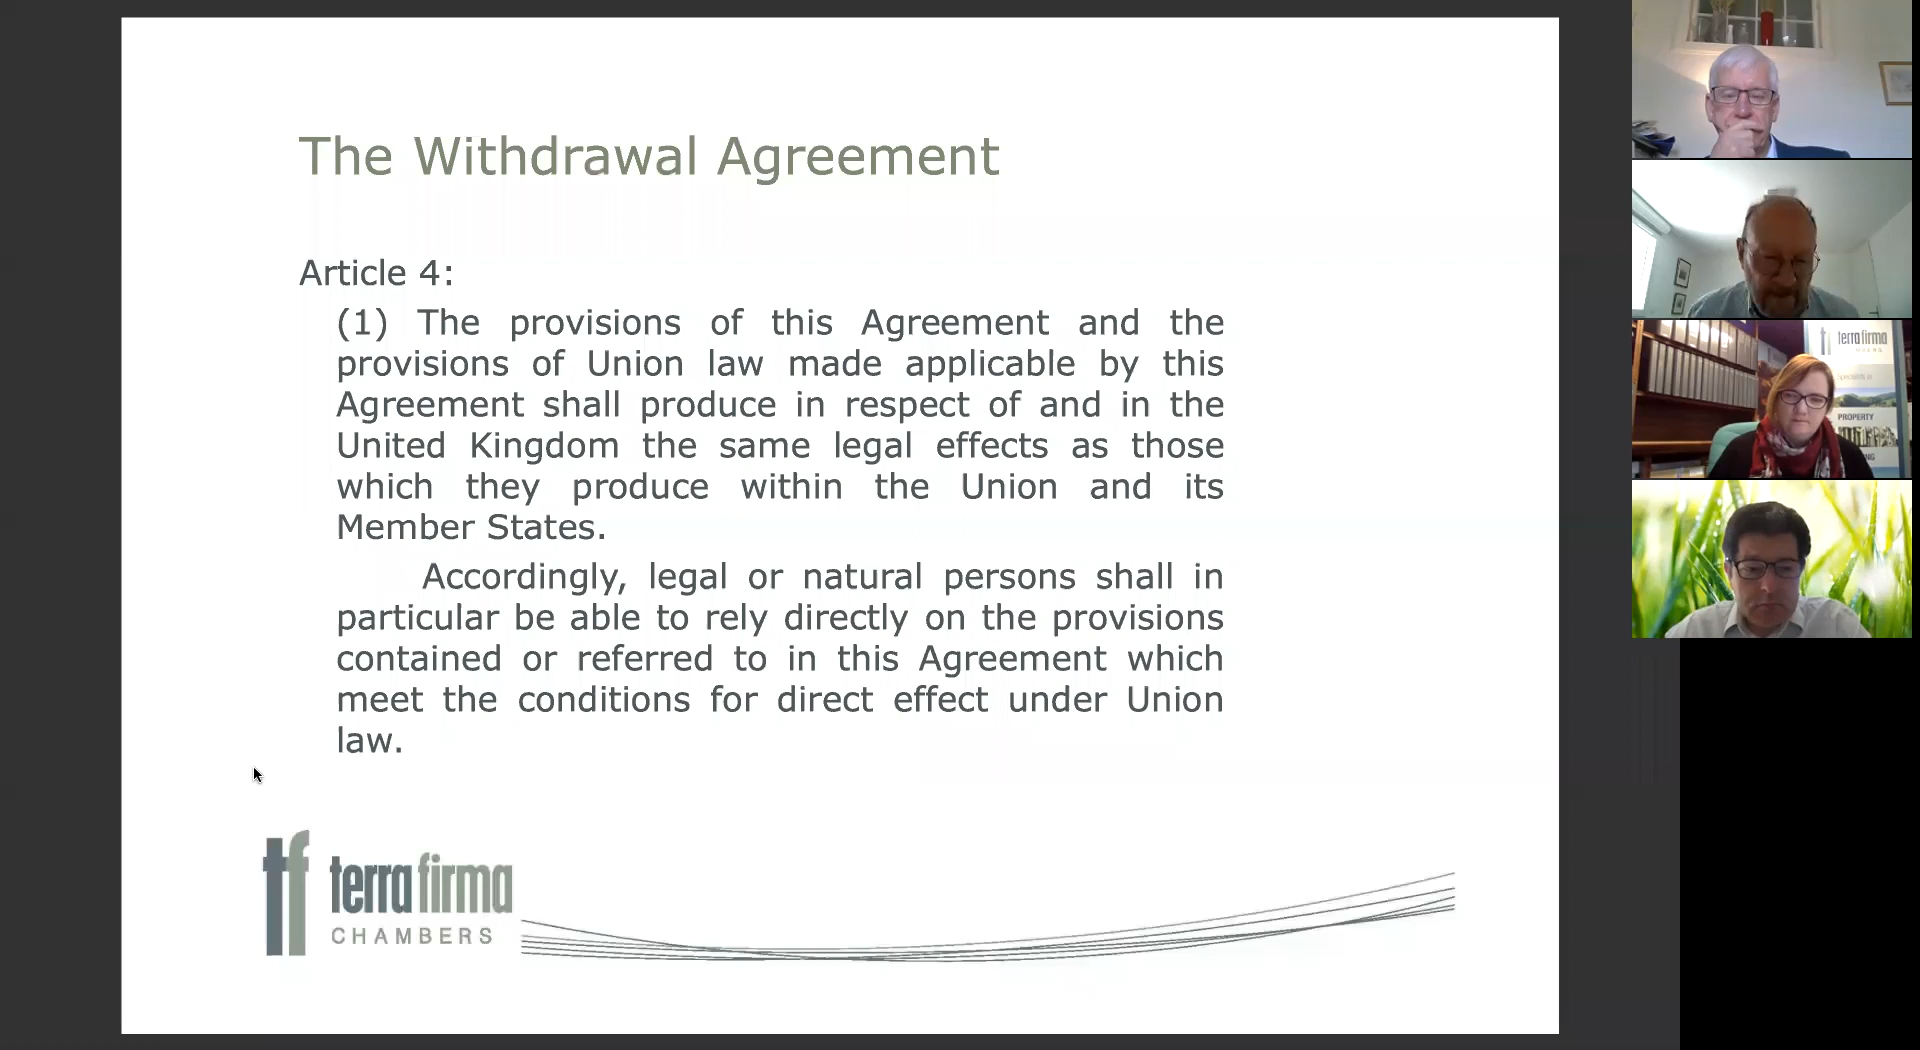 The Withdrawal Agreement
Article 4:
(1) The provisions of this Agreement and the
provisions of Union law made applicable by this
Agreement shall produce in respect of and in the
United Kingdom the same legal effects as those
which they produce within the Union and its
Member States.
Accordingly, legal or natural persons shall in
particular be able to rely directly on the provisions
contained or referred to in this Agreement which
meet the conditions for direct effect under Union
law.
tf terra firma
CHAMBERS
tf terra firma
Specialists in
PROPERTY